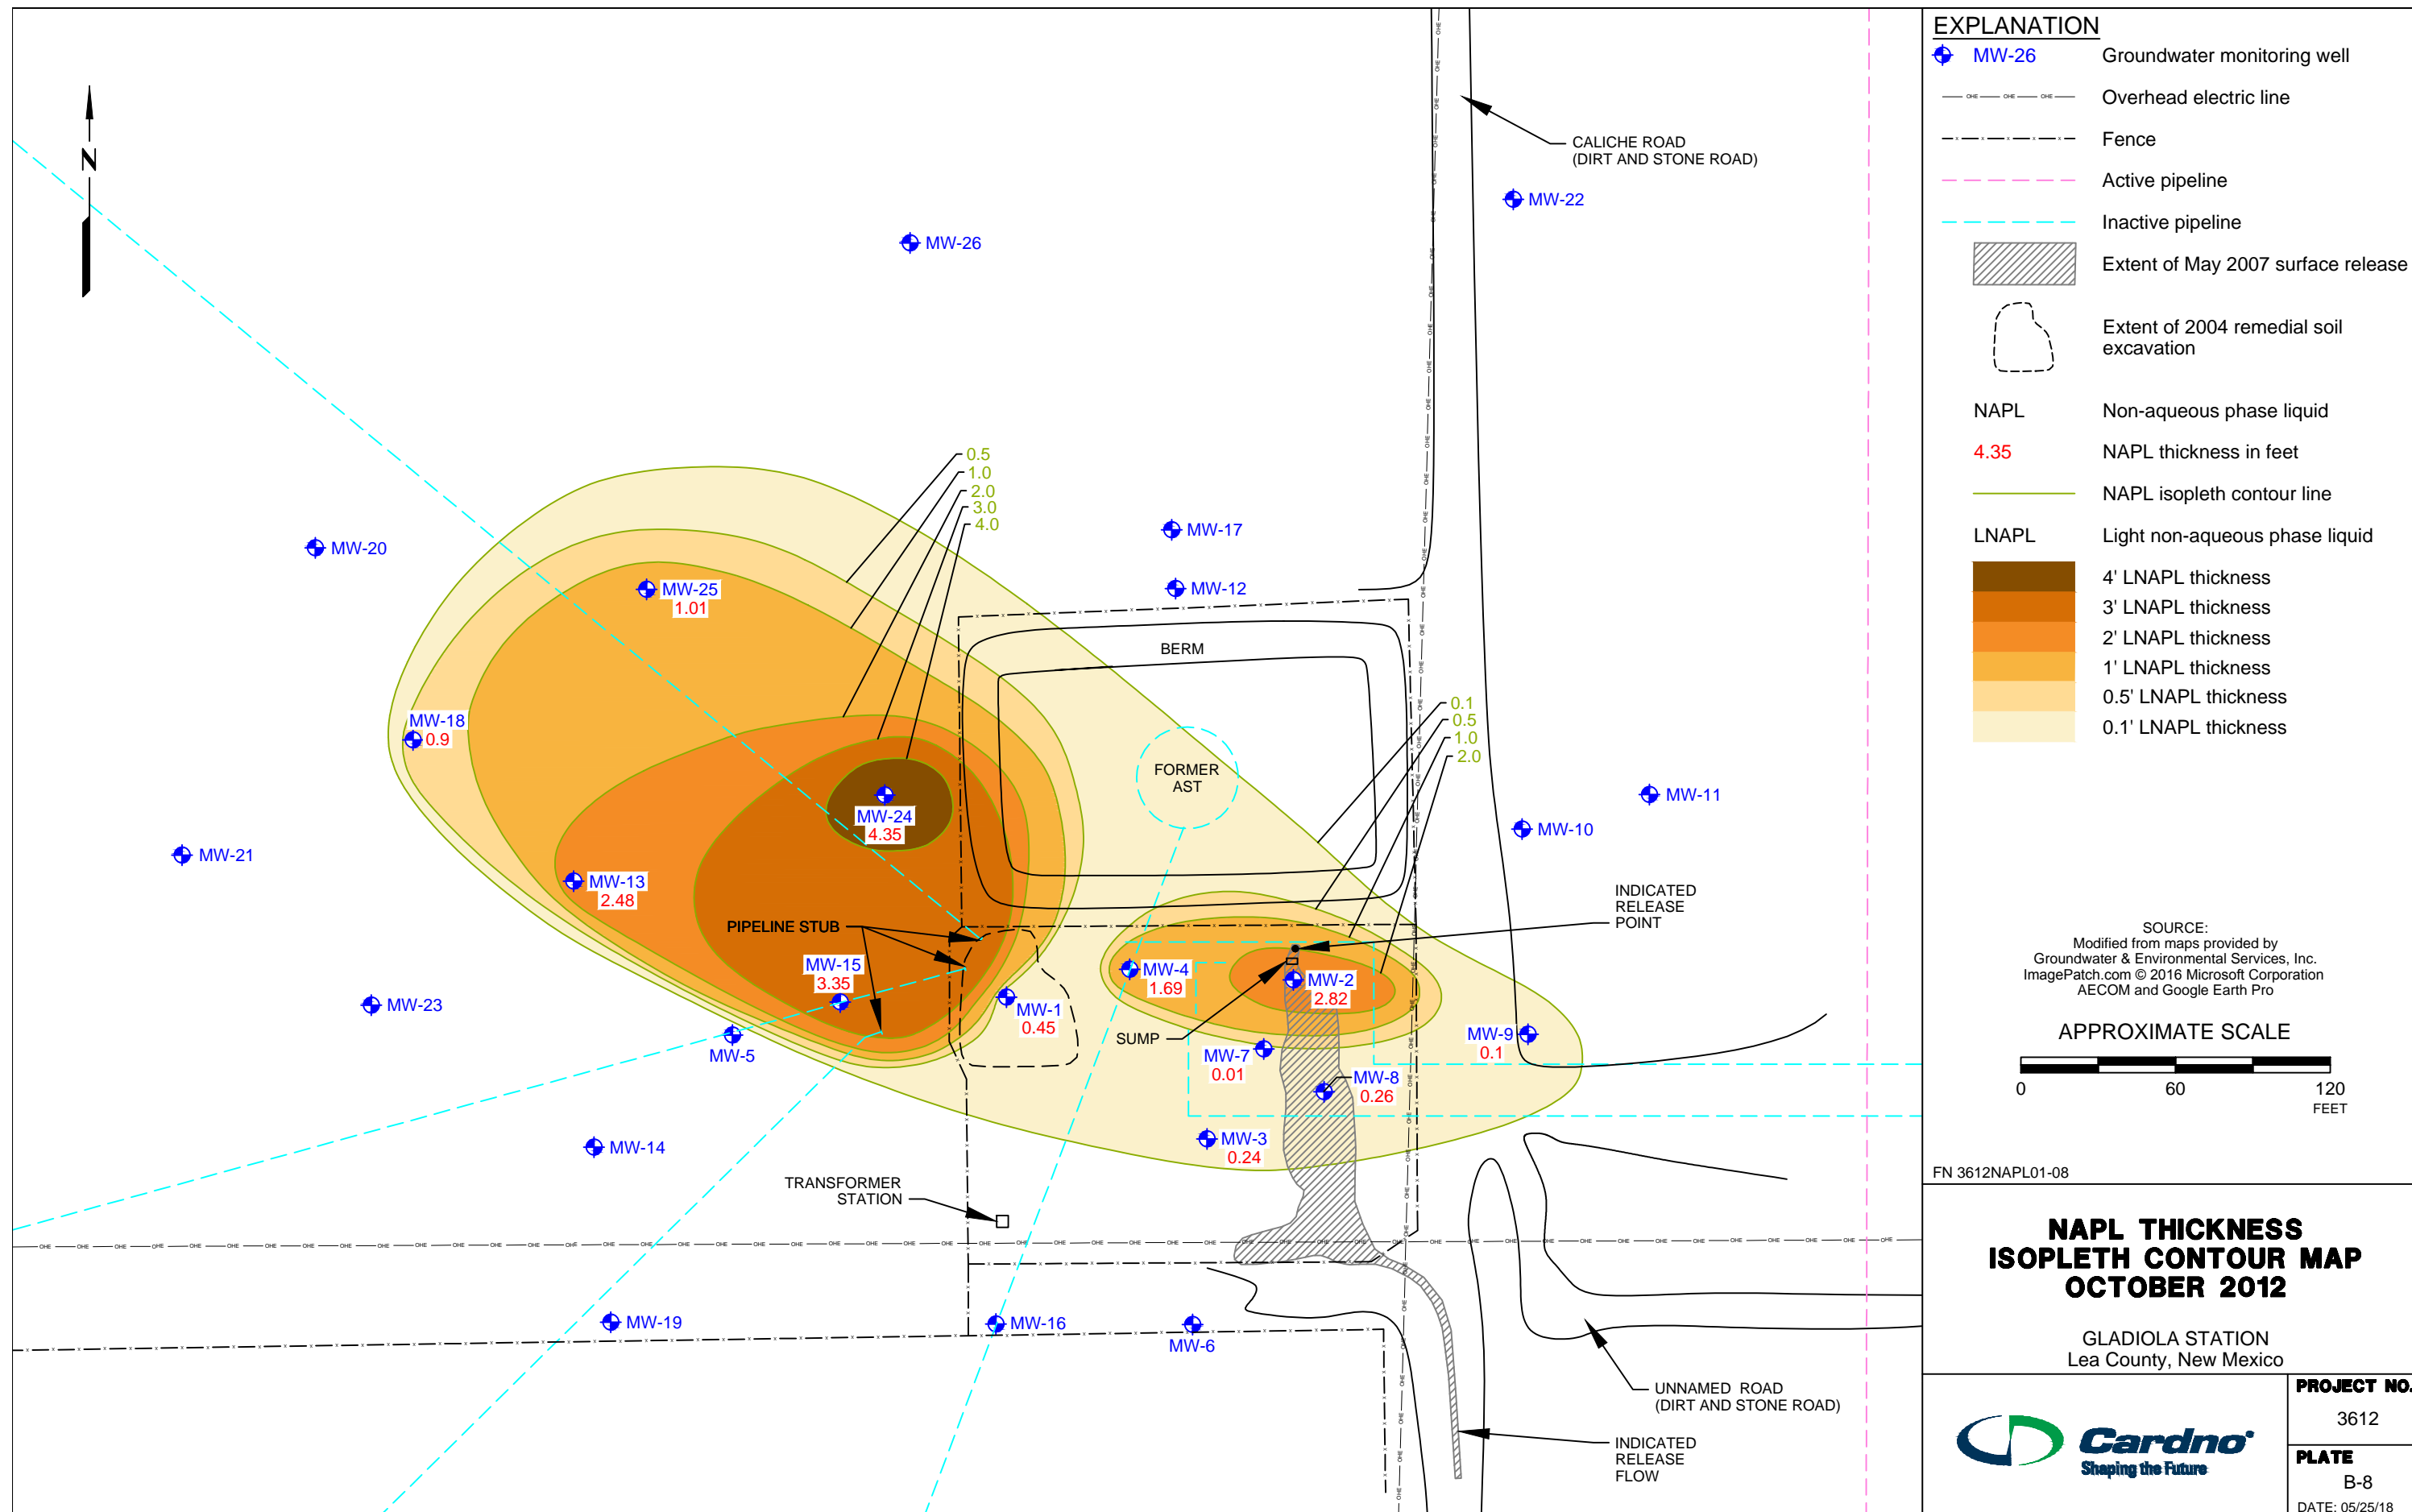 N
CALICHE ROAD
(DIRT AND STONE ROAD)
MW-22
MW-26
0.5
1.0
2.0
3.0
4.0
MW-20
MW-17
MW-12
MW-25
1.01
BERM
MW-18
0.9
0.1
0.5
1.0
2.0
FORMER
AST
MW-24
4.35
MW-11
MW-10
MW-21
MW-13
2.48
INDICATED
RELEASE
POINT
PIPELINE STUB
MW-15
3.35
MW-4
1.69
MW-2
2.82
MW-23
MW-1
0.45
MW-5
SUMP
MW-9
0.1
MW-7
0.01
MW-8
0.26
MW-14
MW-3
0.24
TRANSFORMER
STATION
OHE
MW-19
MW-16
MW-6
UNNAMED ROAD
(DIRT AND STONE ROAD)
INDICATED
RELEASE
FLOW
EXPLANATION
MW-26 Groundwater monitoring well
OHE OHE OHE Overhead electric line
Fence
Active pipeline
Inactive pipeline
Extent of May 2007 surface release
Extent of 2004 remedial soil
excavation
NAPL Non-aqueous phase liquid
4.35 NAPL thickness in feet
NAPL isopleth contour line
LNAPL Light non-aqueous phase liquid
4' LNAPL thickness
3' LNAPL thickness
2' LNAPL thickness
1' LNAPL thickness
0.5' LNAPL thickness
0.1' LNAPL thickness
SOURCE:
Modified from maps provided by
Groundwater & Environmental Services, Inc.
ImagePatch.com © 2016 Microsoft Corporation
AECOM and Google Earth Pro
APPROXIMATE SCALE
0 60 120
FEET
FN 3612NAPL01-08
NAPL THICKNESS
ISOPLETH CONTOUR MAP
OCTOBER 2012
GLADIOLA STATION
Lea County, New Mexico
Cardno
Shaping the Future
PROJECT NO.
3612
PLATE
B-8
DATE: 05/25/18